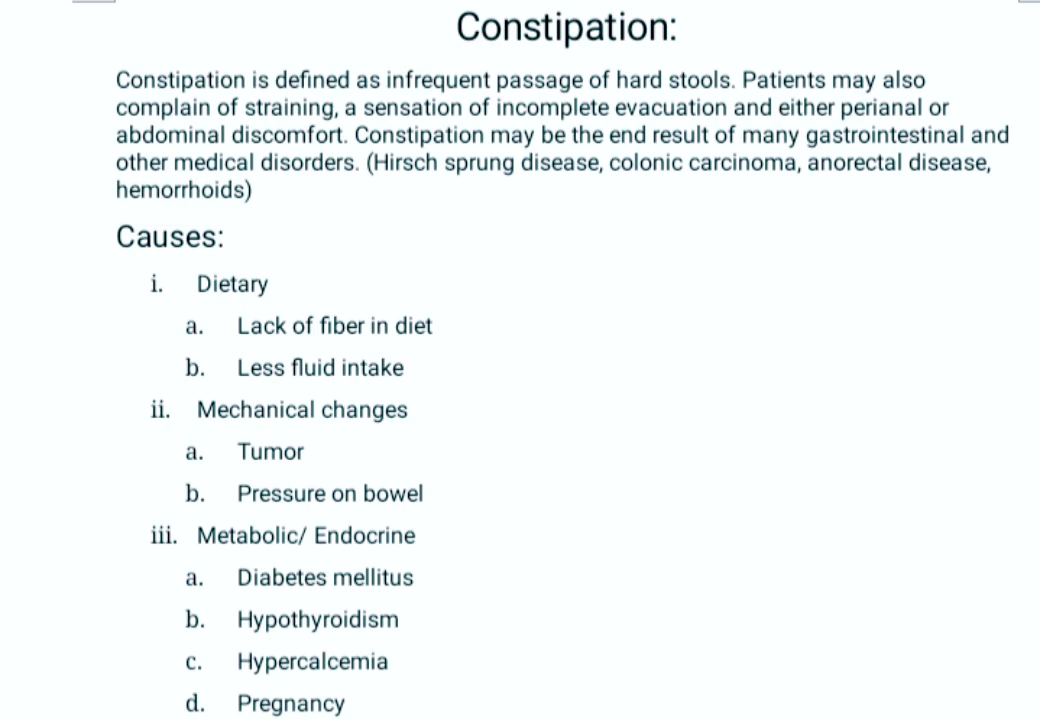 Constipation:
Constipation is defined as infrequent passage of hard stools. Patients may also
complain of straining, a sensation of incomplete evacuation and either perianal or
abdominal discomfort. Constipation may be the end result of many gastrointestinal and
other medical disorders. (Hirsch sprung disease, colonic carcinoma, anorectal disease,
hemorrhoids)
Causes:
i. Dietary
a. Lack of fiber in diet
b. Less fluid intake
ii. Mechanical changes
a. Tumor
b. Pressure on bowel
iii. Metabolic/ Endocrine
a. Diabetes mellitus
b. Hypothyroidism
c. Hypercalcemia
d. Pregnancy